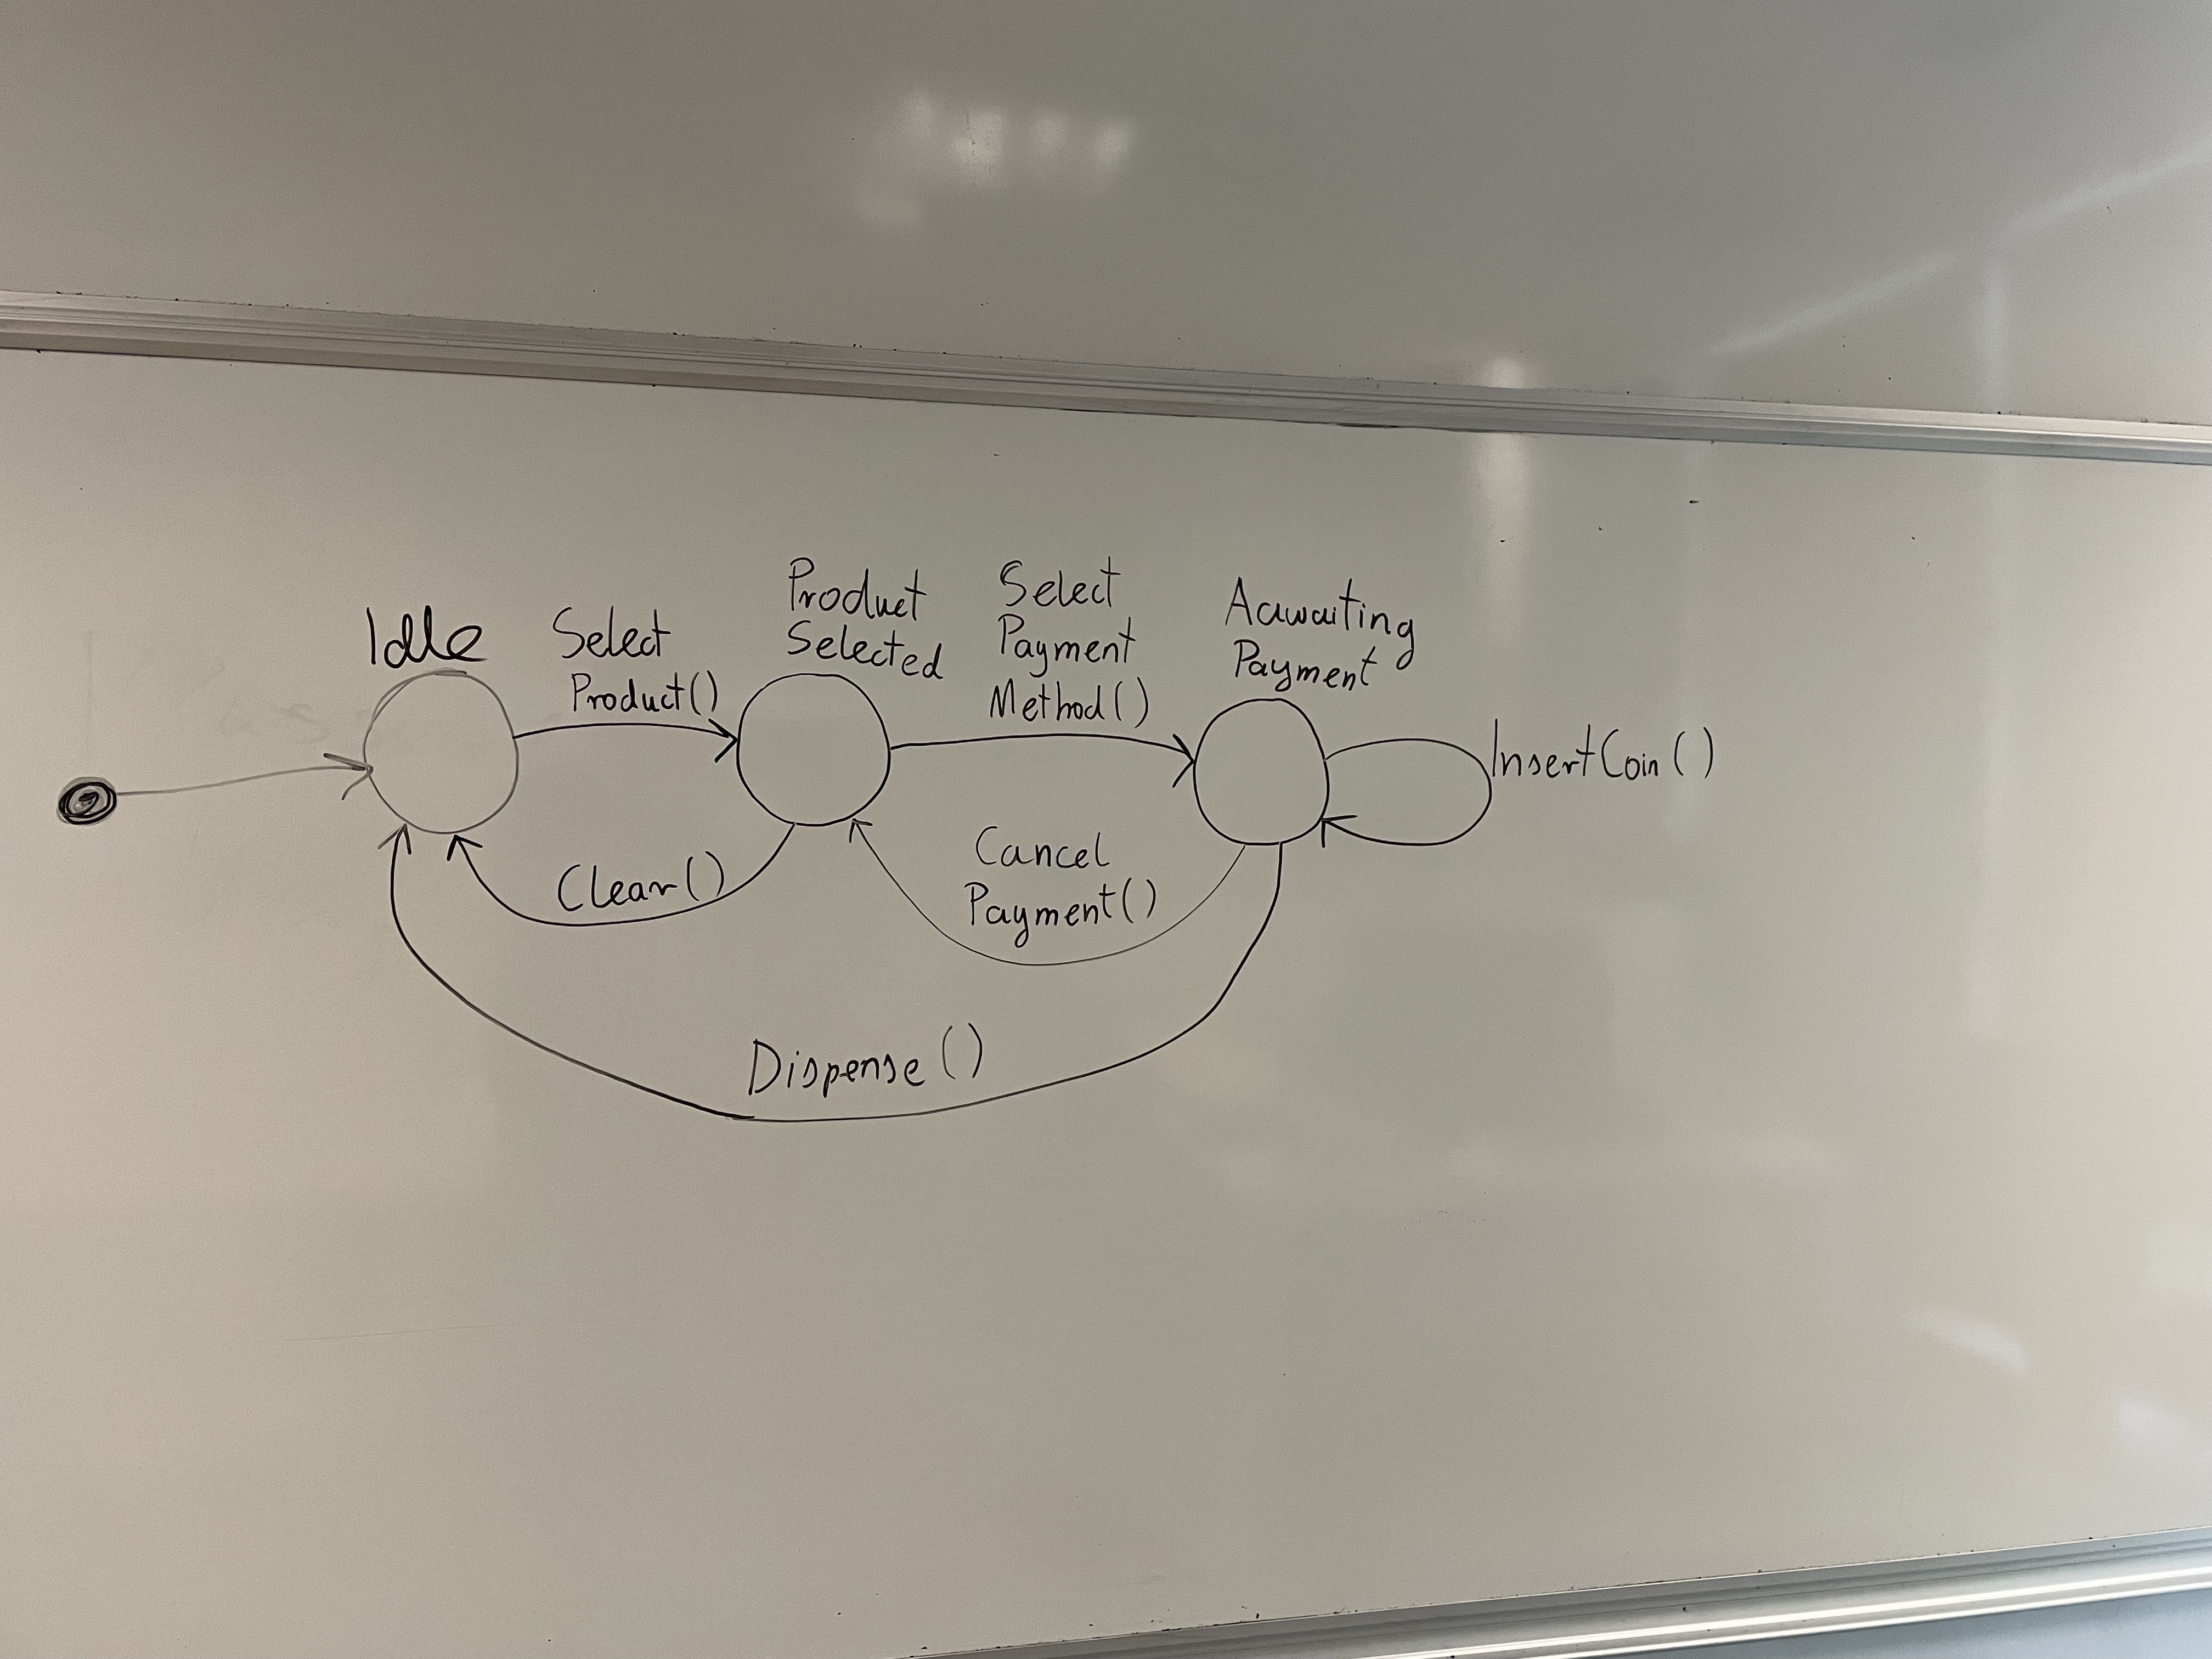 Idle
Select
Product()
Product
Selected
Select
Payment
Method()
Aawaiting
Payment
InsertCoin()
Clear()
Cancel
Payment()
Dispense()